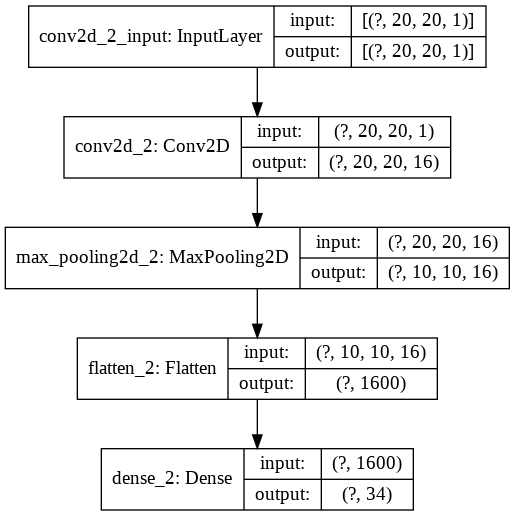 conv2d_2_input: InputLayer
input: [(?, 20, 20, 1)]
output: [(?, 20, 20, 1)]
conv2d_2: Conv2D
input: (?, 20, 20, 1)
output: (?, 20, 20, 16)
max_pooling2d_2: MaxPooling2D
input: (?, 20, 20, 16)
output: (?, 10, 10, 16)
flatten_2: Flatten
input: (?, 10, 10, 16)
output: (?, 1600)
dense_2: Dense
input: (?, 1600)
output: (?, 34)